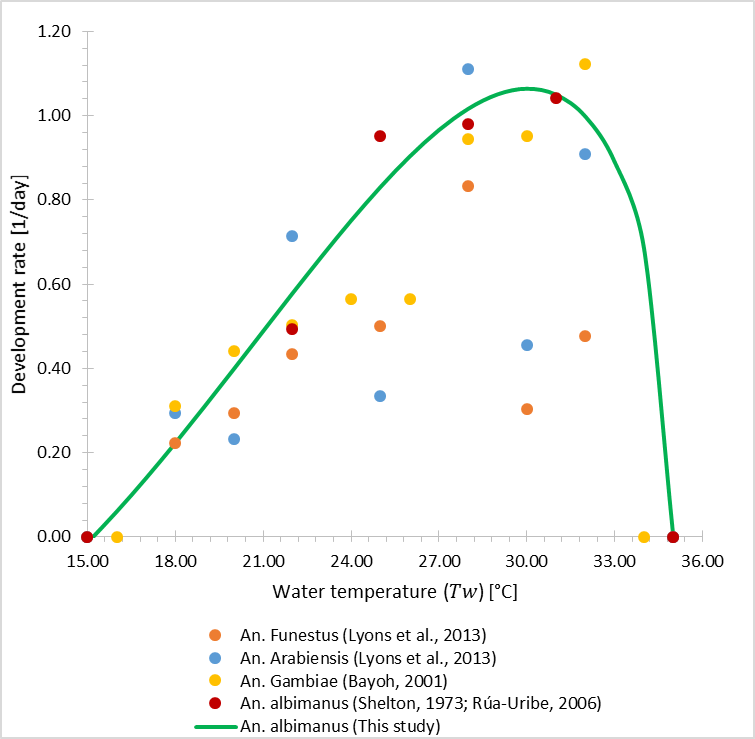 1.20
1.00
0.80
0.60
0.40
0.20
0.00
Development rate [1/day]
15.00 18.00 21.00 24.00 27.00 30.00 33.00 36.00
Water temperature (𝑇𝑤) [°C]
An. Funestus (Lyons et al., 2013)
An. Arabiensis (Lyons et al., 2013)
An. Gambiae (Bayoh, 2001)
An. albimanus (Shelton, 1973; Rúa-Uribe, 2006)
An. albimanus (This study)